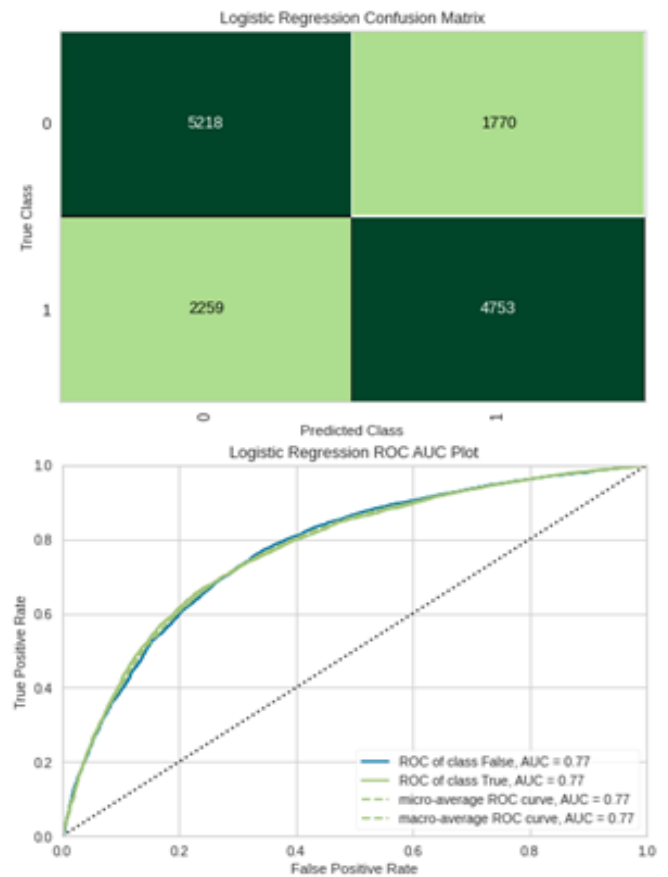 Logistic Regression Confusion Matrix
True Class
0
5218
1770
1
2259
4753
0
1
Predicted Class
Logistic Regression ROC AUC Plot
True Positive Rate
1.0
0.8
0.6
0.4
0.2
0.0
ROC of class False, AUC = 0.77
ROC of class True, AUC = 0.77
micro-average ROC curve, AUC = 0.77
macro-average ROC curve, AUC = 0.77
0.0 0.2 0.4 0.6 0.8 1.0
False Positive Rate